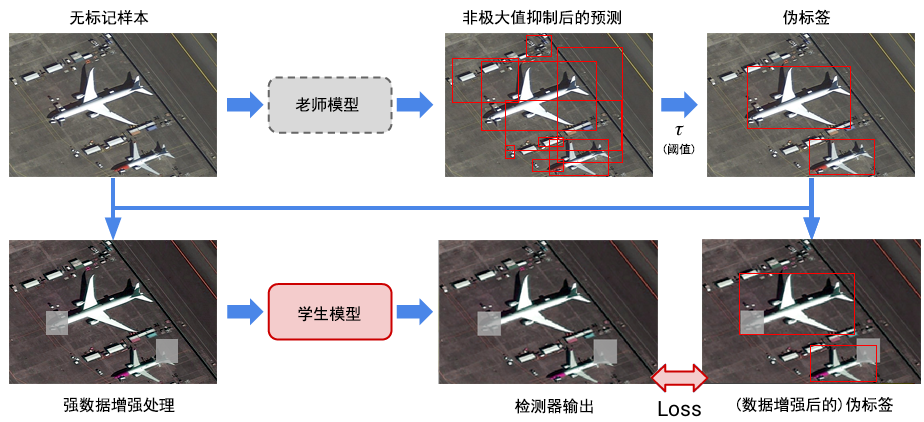 无标记样本
非极大值抑制后的预测
伪标签
老师模型
τ
(阈值)
学生模型
强数据增强处理
检测器输出
Loss
(数据增强后的)伪标签